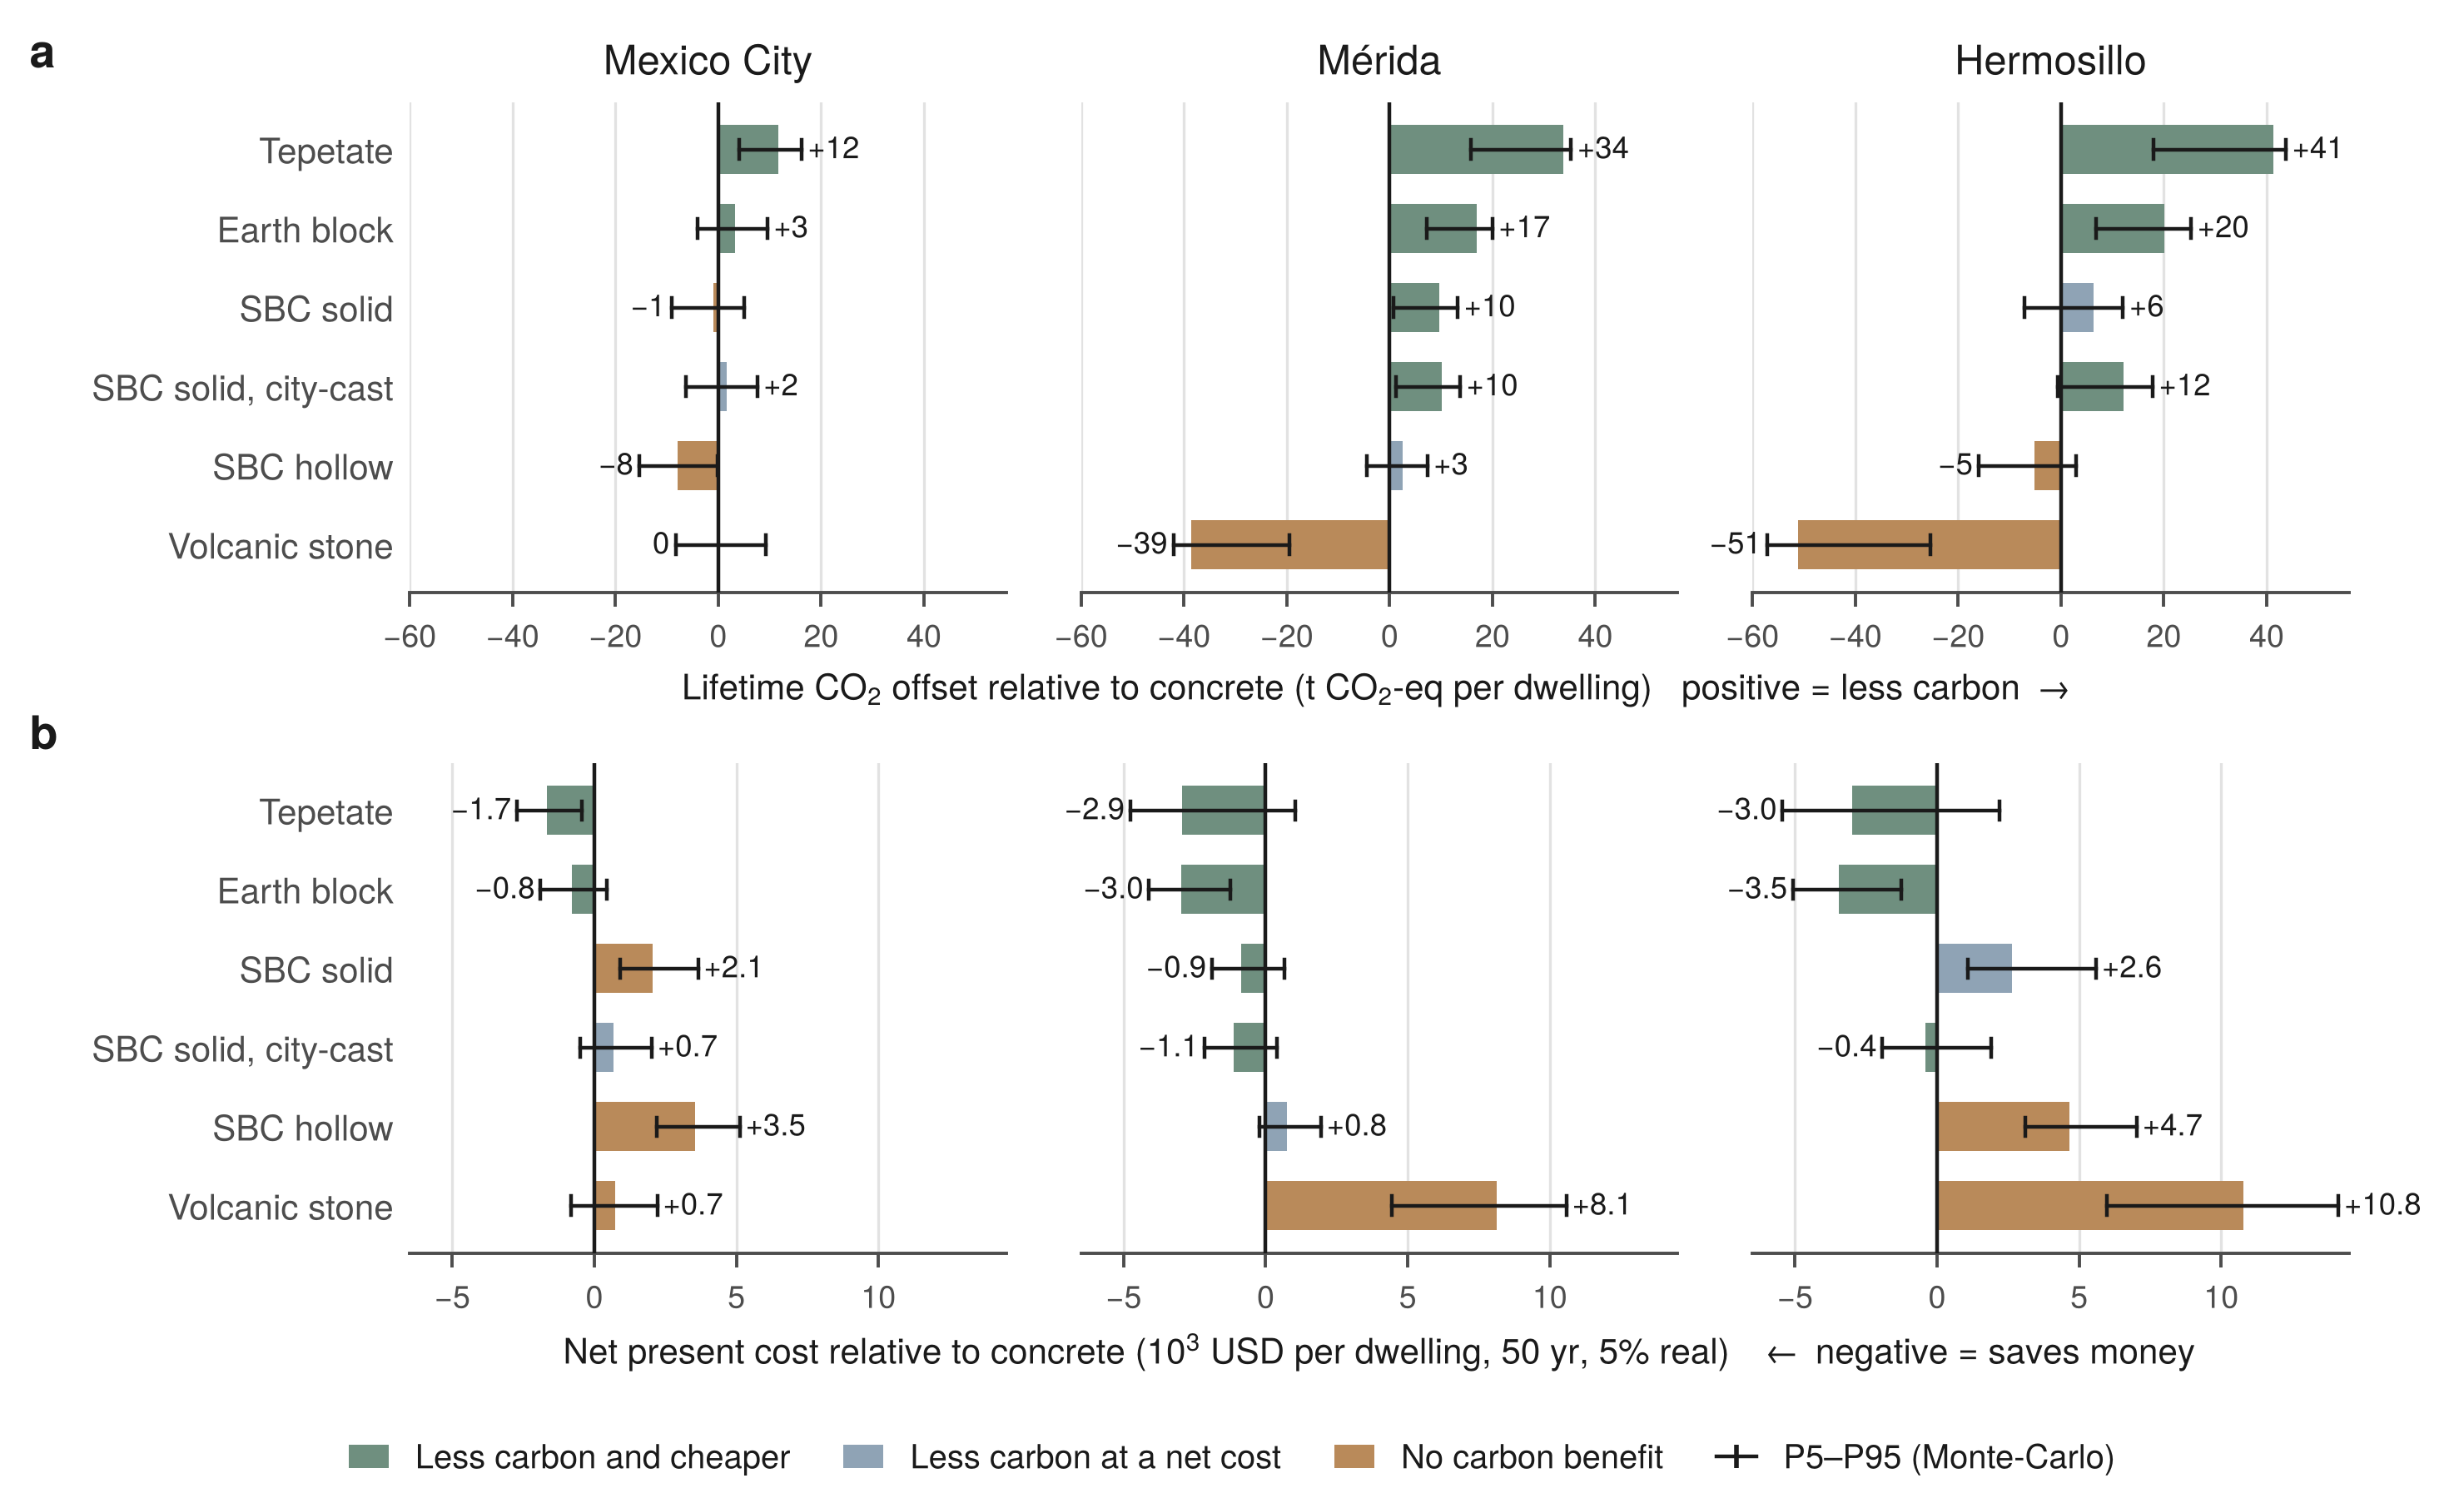 a
Mexico City
Mérida
Hermosillo
Tepetate
+12
+34
+41
Earth block
+3
+17
+20
SBC solid
−1
+10
+6
SBC solid, city-cast
+2
+10
+12
SBC hollow
−8
+3
−5
Volcanic stone
0
−39
−51
−60 −40 −20 0 20 40
−60 −40 −20 0 20 40
−60 −40 −20 0 20 40
Lifetime CO₂ offset relative to concrete (t CO₂-eq per dwelling) positive = less carbon →
b
Tepetate
−1.7
−2.9
−3.0
Earth block
−0.8
−3.0
−3.5
SBC solid
+2.1
−0.9
+2.6
SBC solid, city-cast
+0.7
−1.1
−0.4
SBC hollow
+3.5
+0.8
+4.7
Volcanic stone
+0.7
+8.1
+10.8
−5 0 5 10
−5 0 5 10
−5 0 5 10
Net present cost relative to concrete (10³ USD per dwelling, 50 yr, 5% real) ← negative = saves money
Less carbon and cheaper
Less carbon at a net cost
No carbon benefit
P5–P95 (Monte-Carlo)